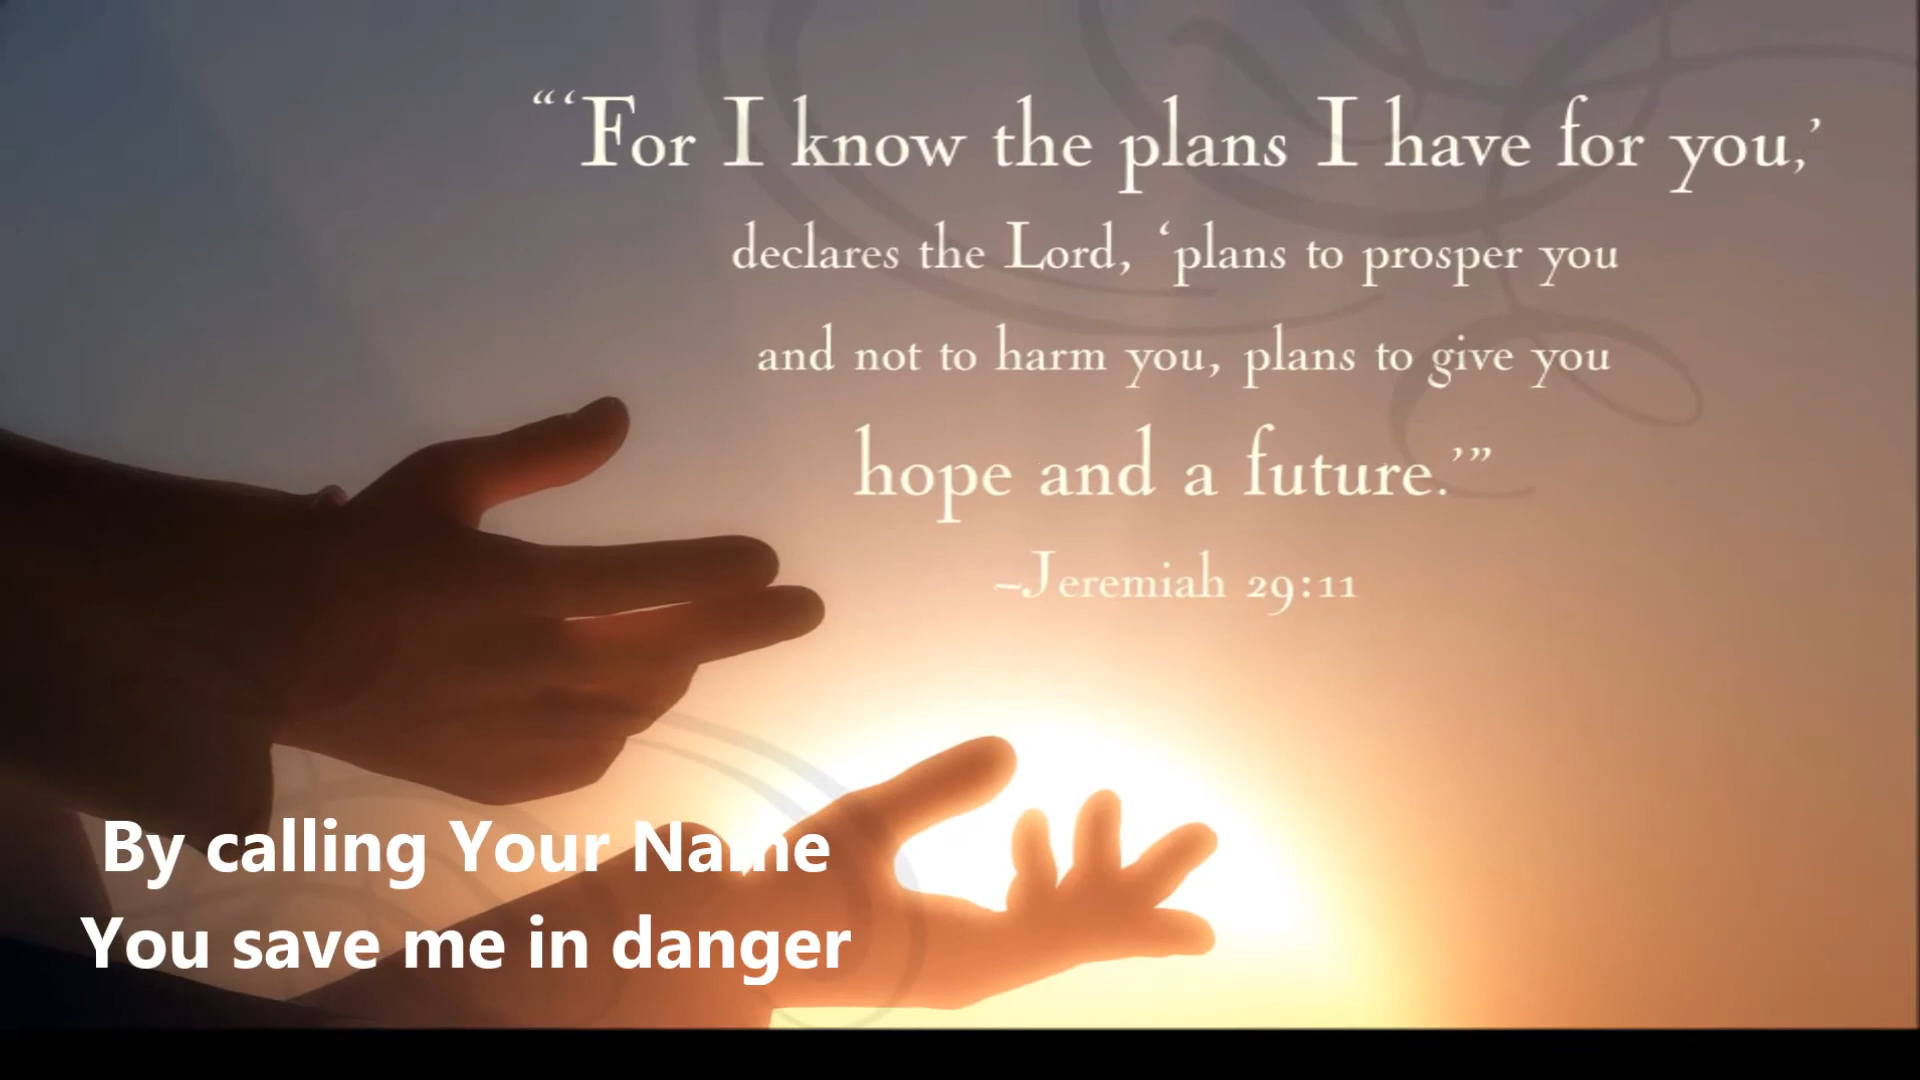 “‘For I know the plans I have for you,’
declares the Lord, ‘plans to prosper you
and not to harm you, plans to give you
hope and a future.’”
~Jeremiah 29:11
By calling Your Name
You save me in danger